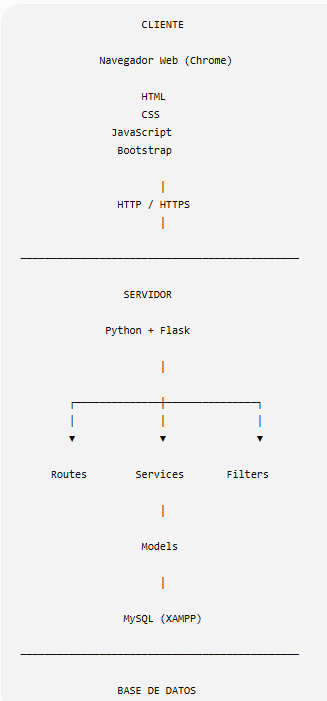 CLIENTE
Navegador Web (Chrome)
HTML
CSS
JavaScript
Bootstrap
HTTP / HTTPS
SERVIDOR
Python + Flask
Routes Services Filters
Models
MySQL (XAMPP)
BASE DE DATOS